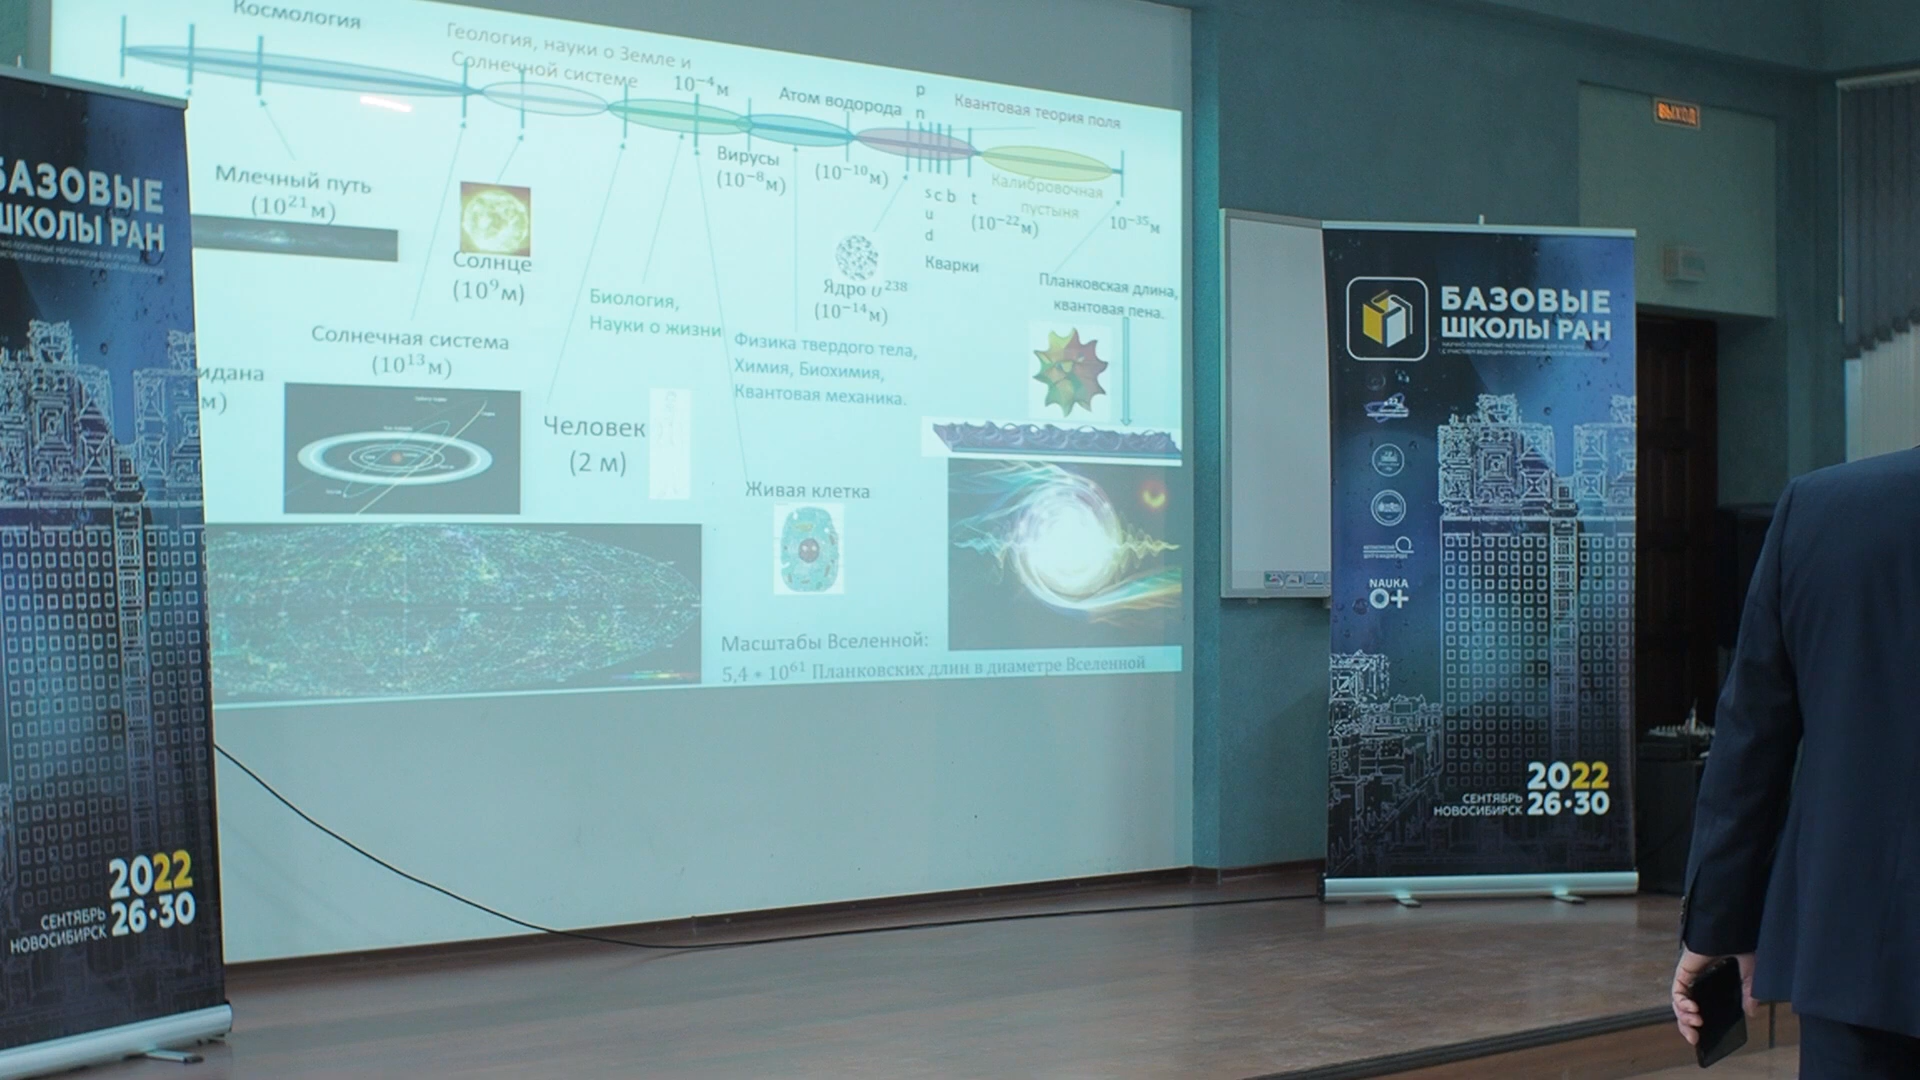 Космология
Геология, науки о Земле и
Солнечной системе
10⁻⁴м
Атом водорода
p
n
Квантовая теория поля
Млечный путь
(10²¹м)
Солнце
(10⁹м)
Вирусы
(10⁻⁸м)
(10⁻¹⁰м)
s c b t
u
d
Кварки
(10⁻²²м)
Калибровочная
пустыня
10⁻³⁵м
Солнечная система
(10¹³м)
Биология,
Науки о жизни
Ядро U²³⁸
(10⁻¹⁴м)
Планковская длина,
квантовая пена.
Физика твердого тела,
Химия, Биохимия,
Квантовая механика.
идана
м)
Человек
(2 м)
Живая клетка
Масштабы Вселенной:
5,4 * 10⁶¹ Планковских длин в диаметре Вселенной
БАЗОВЫЕ
ШКОЛЫ РАН
2022
СЕНТЯБРЬ
НОВОСИБИРСК
26•30
ВЫХОД
БАЗОВЫЕ
ШКОЛЫ РАН
NAUKA
0+
2022
СЕНТЯБРЬ
НОВОСИБИРСК
26•30